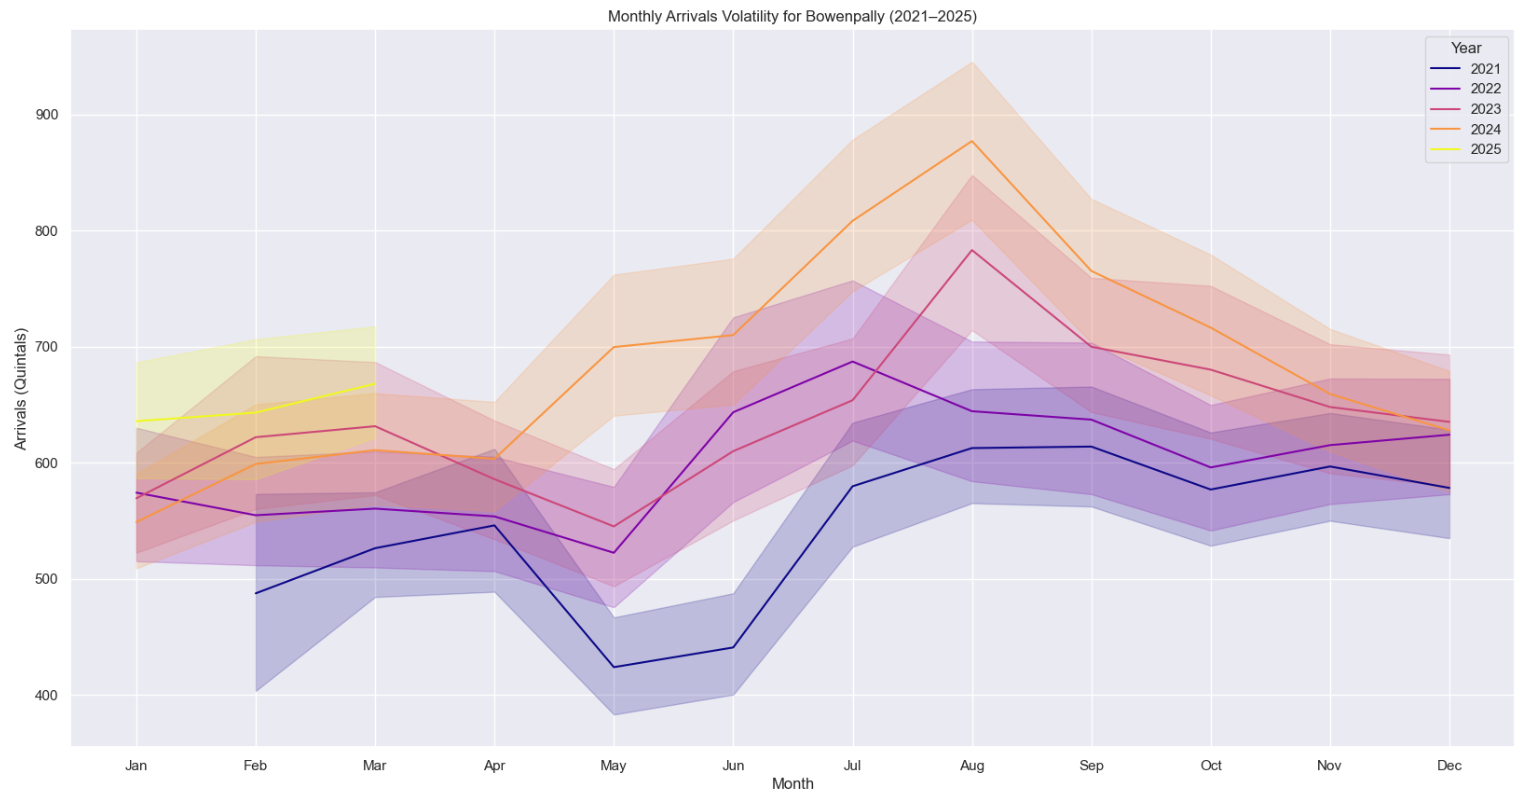 Monthly Arrivals Volatility for Bowenpally (2021–2025)
Year
2021
2022
2023
2024
2025
Arrivals (Quintals)
900
800
700
600
500
400
Jan Feb Mar Apr May Jun Jul Aug Sep Oct Nov Dec
Month